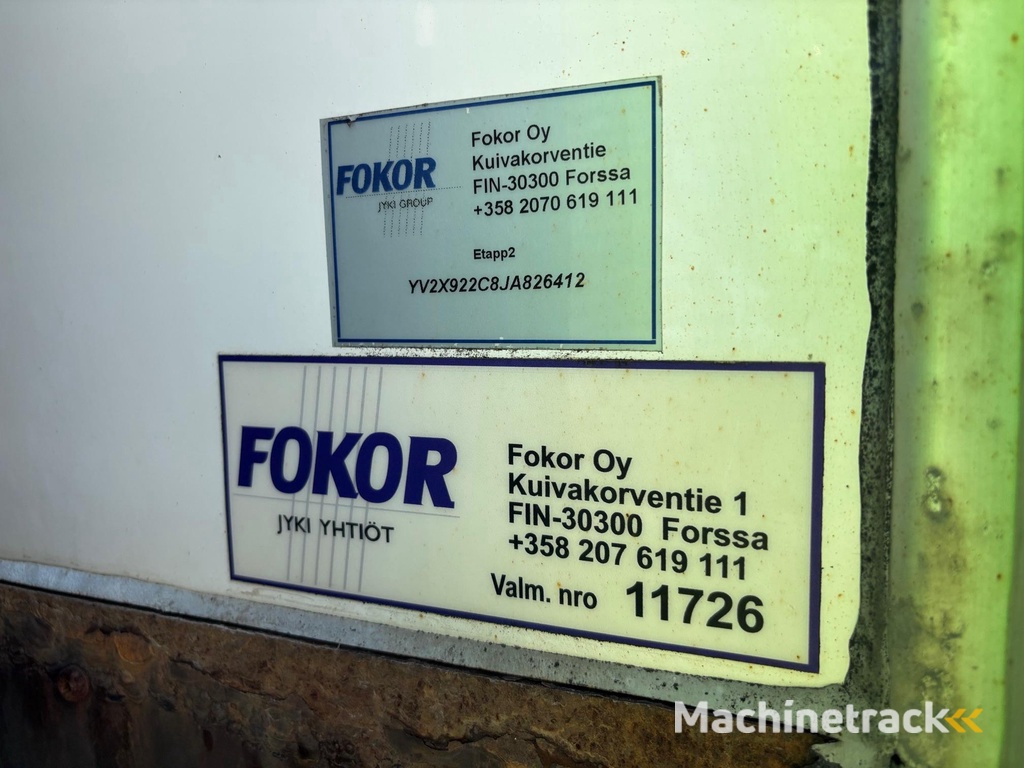 FOKOR
JYKI GROUP
Fokor Oy
Kuivakorventie
FIN-30300 Forssa
+358 2070 619 111
Etapp2
YV2X922C8JA826412
FOKOR
JYKI YHTIÖT
Fokor Oy
Kuivakorventie 1
FIN-30300 Forssa
+358 207 619 111
Valm. nro 11726
Machinetrack